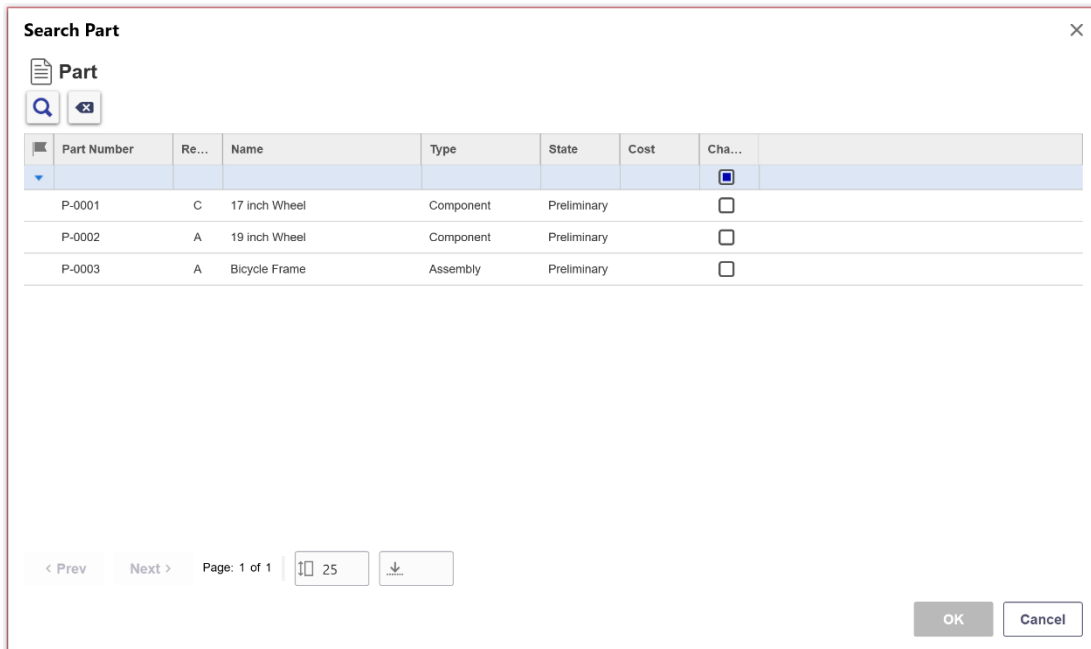 Search Part
Part
Part Number Re... Name Type State Cost Cha...
P-0001 C 17 inch Wheel Component Preliminary
P-0002 A 19 inch Wheel Component Preliminary
P-0003 A Bicycle Frame Assembly Preliminary
< Prev Next > Page: 1 of 1 25
OK Cancel